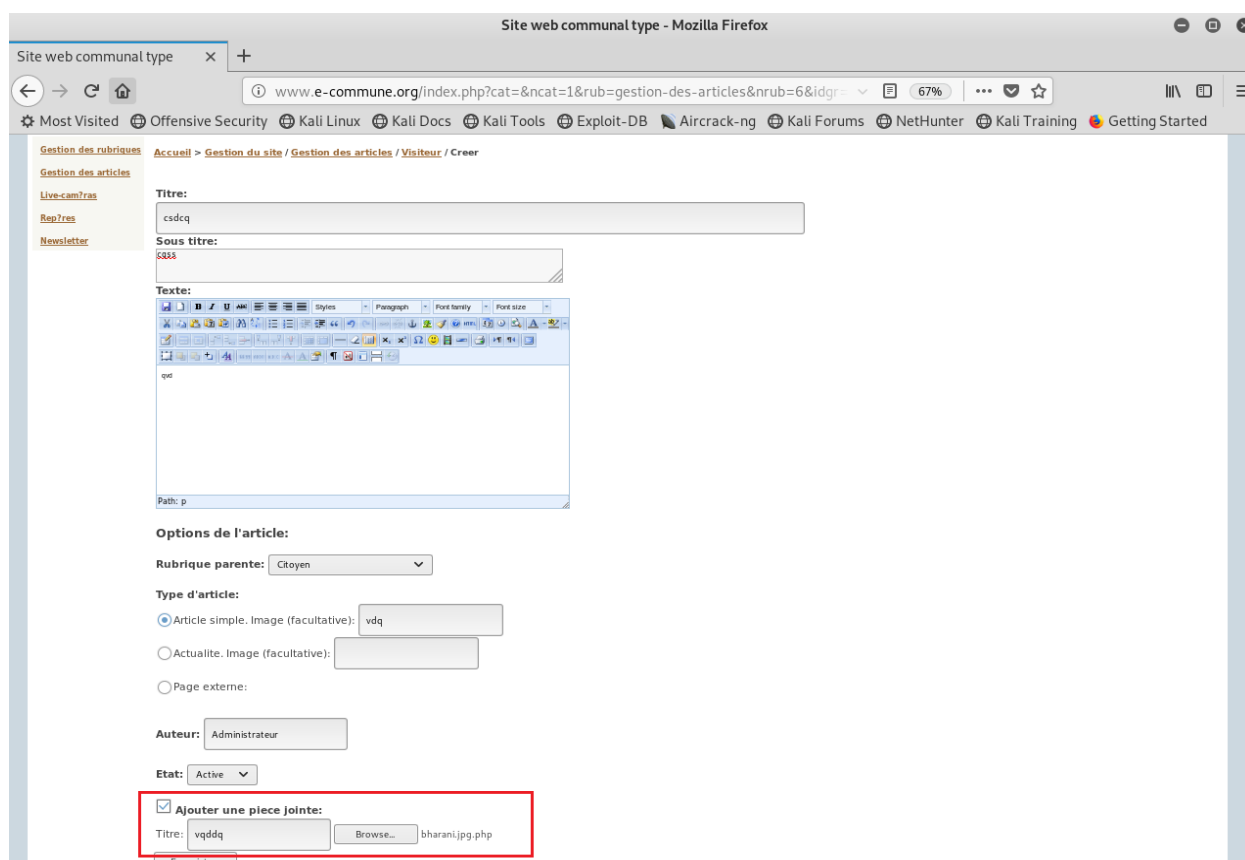 Site web communal type - Mozilla Firefox
Site web communal type
www.e-commune.org/index.php?cat=&ncat=1&rub=gestion-des-articles&nrub=6&idgr= 67%
Most Visited Offensive Security Kali Linux Kali Docs Kali Tools Exploit-DB Aircrack-ng Kali Forums NetHunter Kali Training Getting Started
Gestion des rubriques
Gestion des articles
Live-cam?ras
Rep?res
Newsletter
Accueil > Gestion du site / Gestion des articles / Visiteur / Creer
Titre:
csdcq
Sous titre:
cqss
Texte:
Styles Paragraph Font family Font size
Path: p
Options de l'article:
Rubrique parente: Citoyen
Type d'article:
Article simple. Image (facultative): vdq
Actualite. Image (facultative):
Page externe:
Auteur: Administrateur
Etat: Active
Ajouter une piece jointe:
Titre: vqddq Browse... bharani.jpg.php